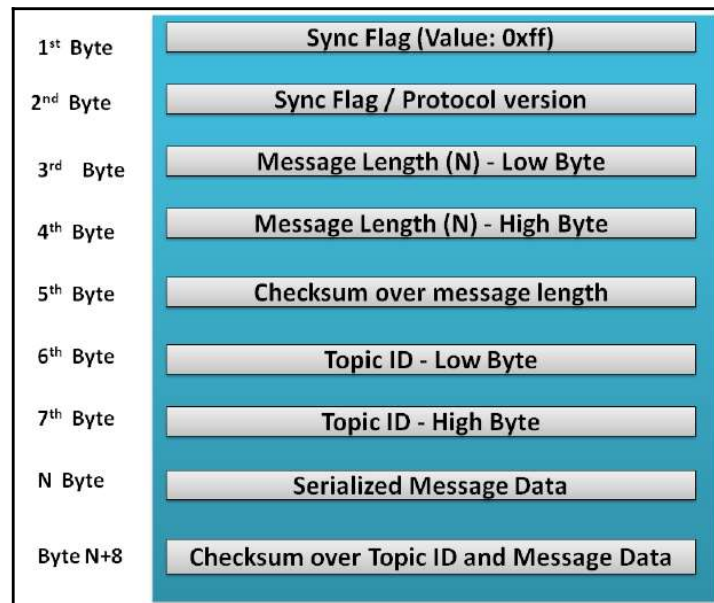 1st Byte Sync Flag (Value: 0xff)
2nd Byte Sync Flag / Protocol version
3rd Byte Message Length (N) - Low Byte
4th Byte Message Length (N) - High Byte
5th Byte Checksum over message length
6th Byte Topic ID - Low Byte
7th Byte Topic ID - High Byte
N Byte Serialized Message Data
Byte N+8 Checksum over Topic ID and Message Data